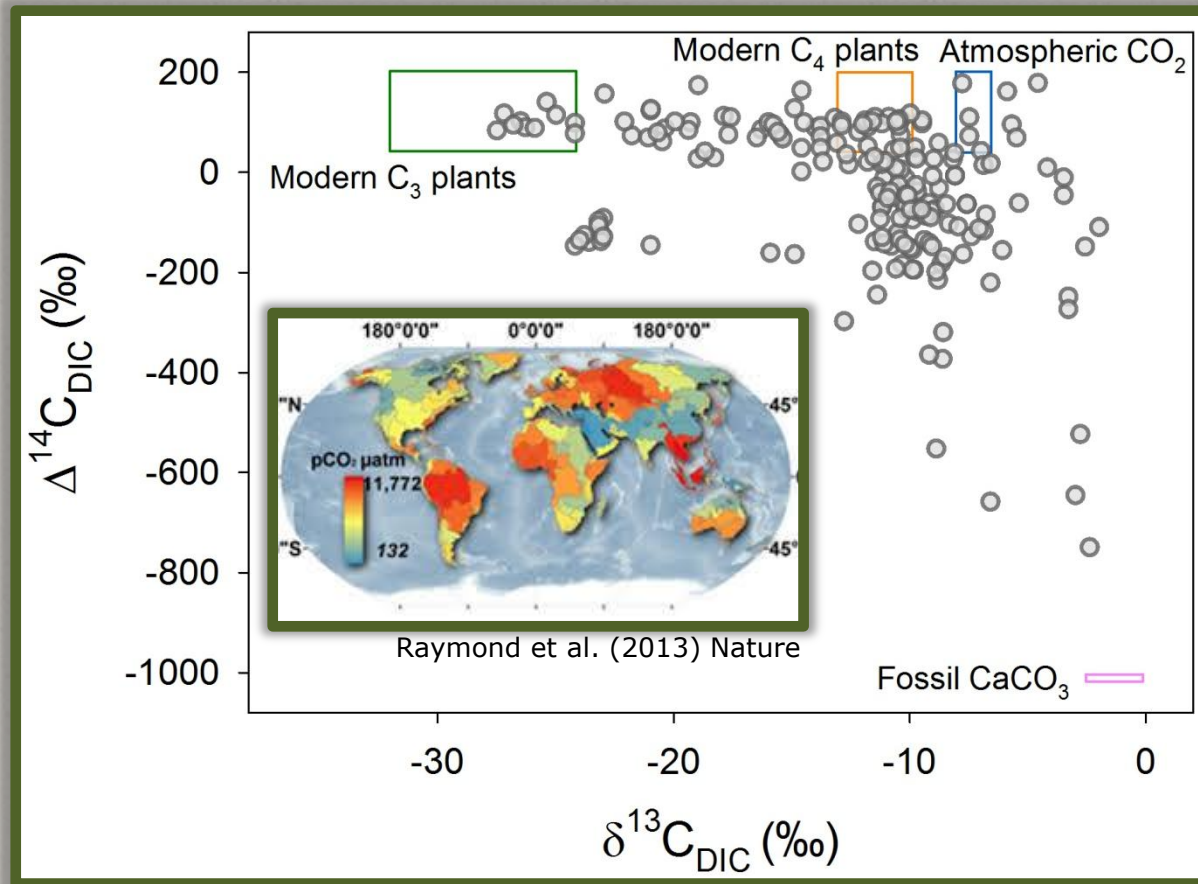 Modern C₄ plants
Atmospheric CO₂
200
0
-200
-400
-600
-800
-1000
Δ ¹⁴C_DIC (‰)
Modern C₃ plants
180°0'0" 0°0'0" 180°0'0"
°N
45°
pCO₂ µatm
11,772
132
°S
45°
Raymond et al. (2013) Nature
Fossil CaCO₃
-30 -20 -10 0
δ¹³C_DIC (‰)